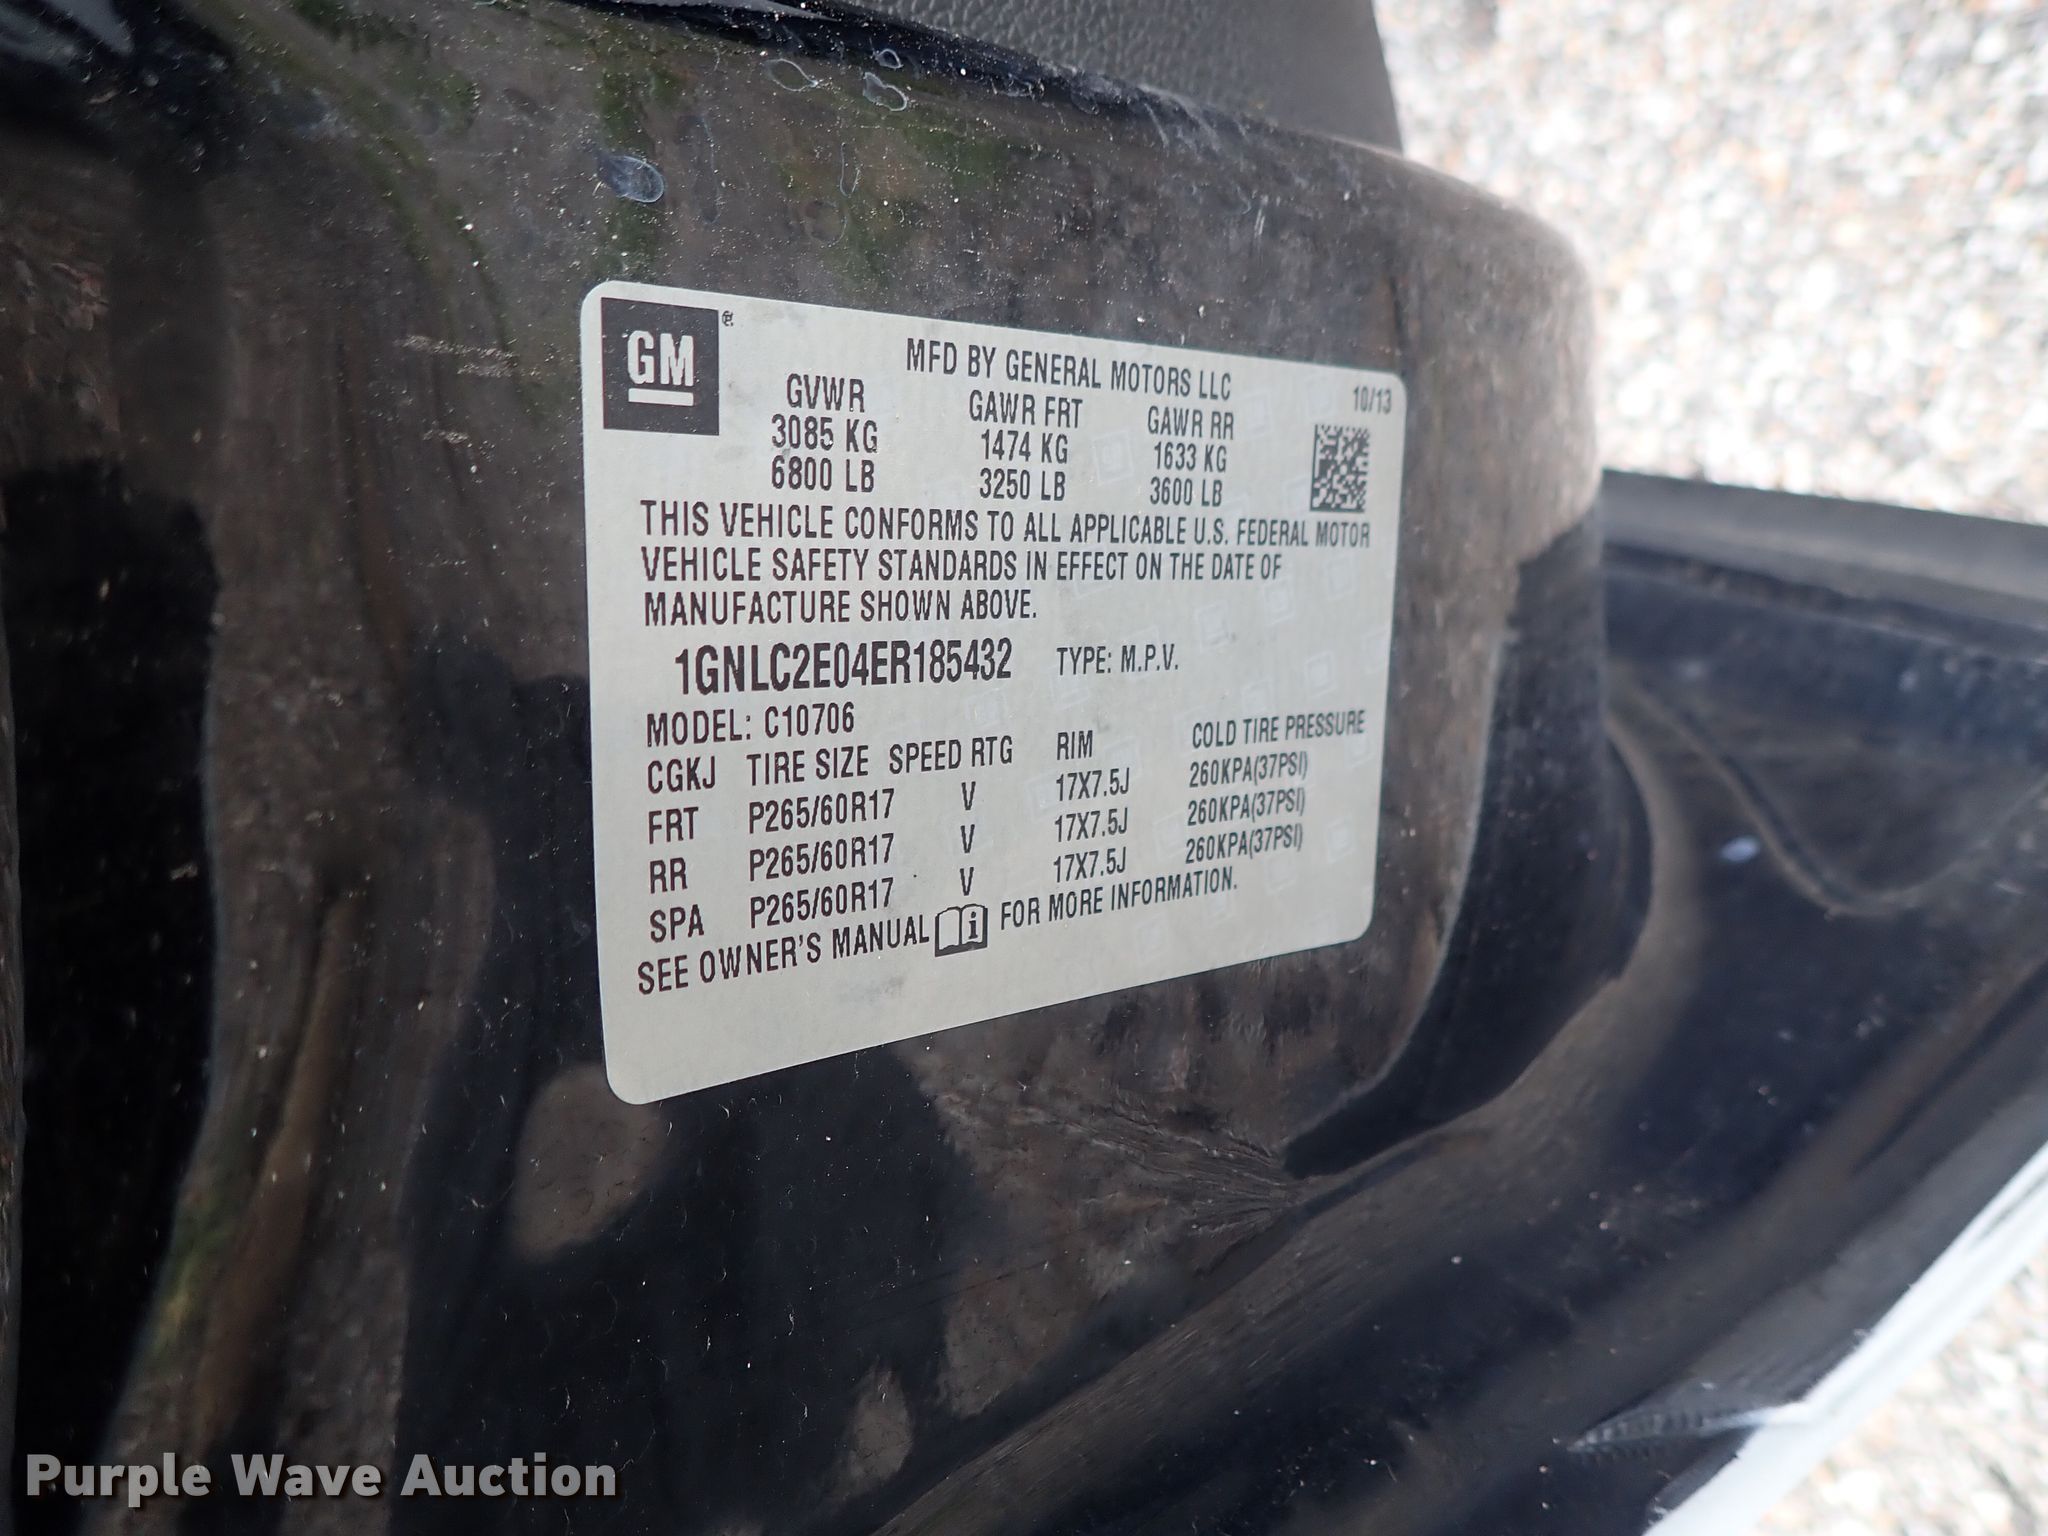 GM
MFD BY GENERAL MOTORS LLC
10/13
GVWR GAWR FRT GAWR RR
3085 KG 1474 KG 1633 KG
6800 LB 3250 LB 3600 LB
THIS VEHICLE CONFORMS TO ALL APPLICABLE U.S. FEDERAL MOTOR
VEHICLE SAFETY STANDARDS IN EFFECT ON THE DATE OF
MANUFACTURE SHOWN ABOVE.
1GNLC2E04ER185432 TYPE: M.P.V.
MODEL: C10706
CGKJ TIRE SIZE SPEED RTG RIM COLD TIRE PRESSURE
FRT P265/60R17 V 17X7.5J 260KPA(37PSI)
RR P265/60R17 V 17X7.5J 260KPA(37PSI)
SPA P265/60R17 V 17X7.5J 260KPA(37PSI)
SEE OWNER'S MANUAL i FOR MORE INFORMATION.
Purple Wave Auction